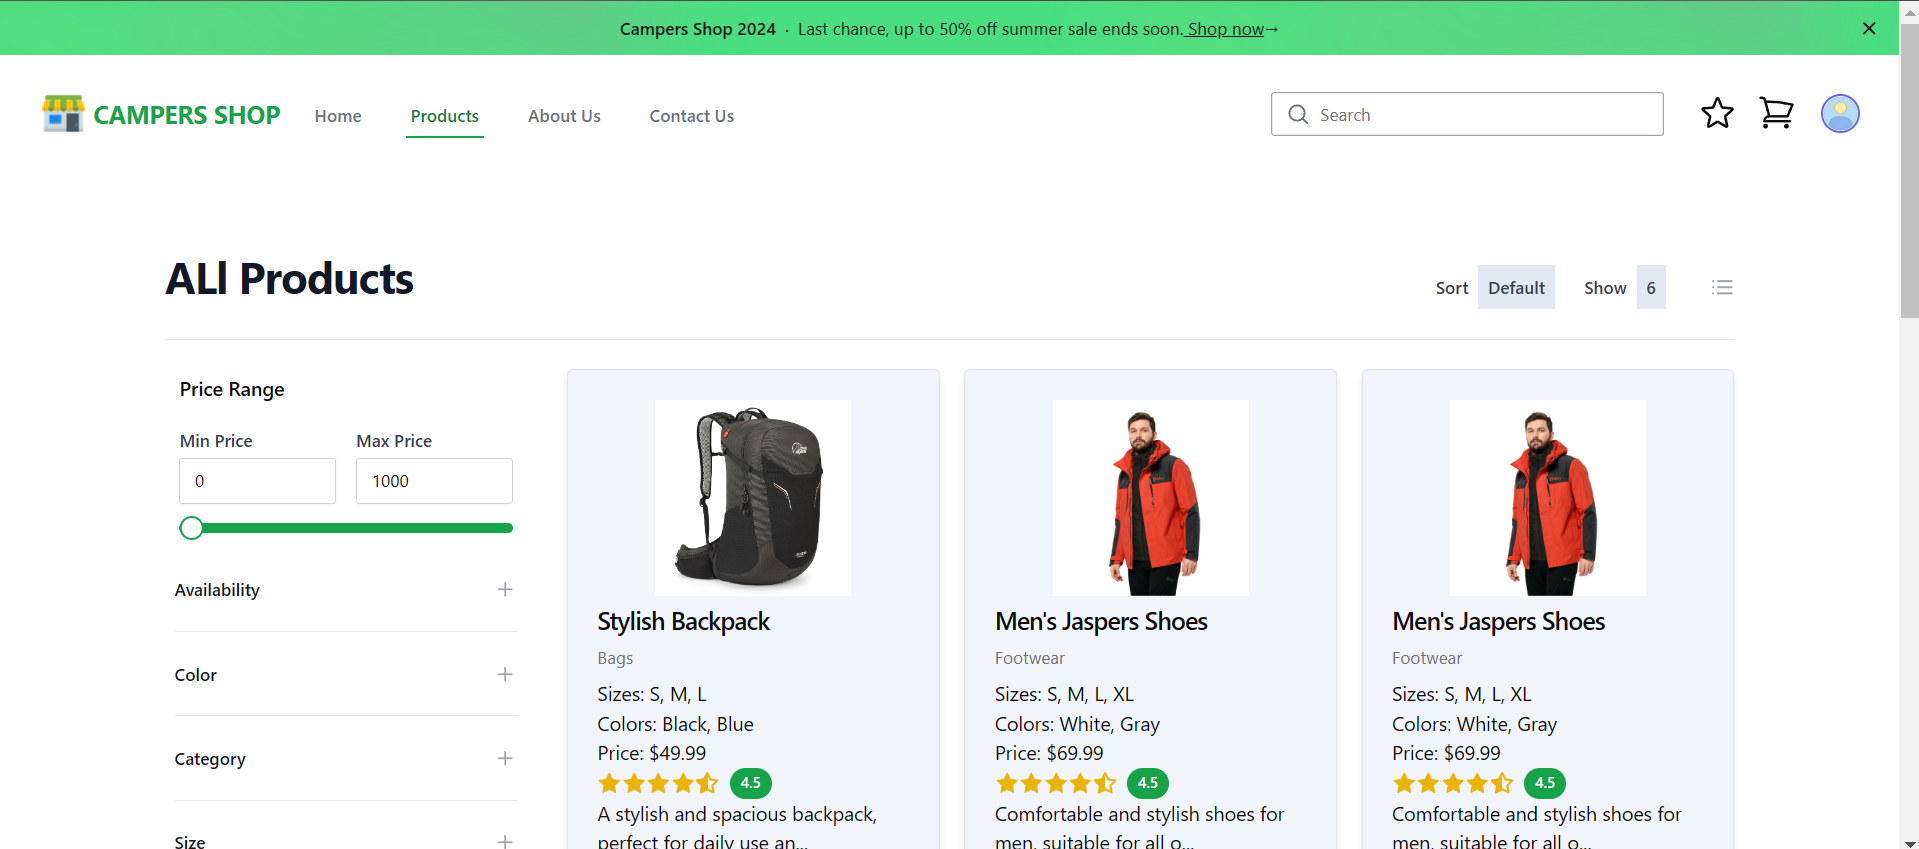 Campers Shop 2024 · Last chance, up to 50% off summer sale ends soon. Shop now→
CAMPERS SHOP
Home
Products
About Us
Contact Us
Search
ALl Products
Sort Default
Show 6
Price Range
Min Price
Max Price
0
1000
Availability
Color
Category
Size
Stylish Backpack
Bags
Sizes: S, M, L
Colors: Black, Blue
Price: $49.99
4.5
A stylish and spacious backpack,
perfect for daily use an...
Men's Jaspers Shoes
Footwear
Sizes: S, M, L, XL
Colors: White, Gray
Price: $69.99
4.5
Comfortable and stylish shoes for
men, suitable for all o...
Men's Jaspers Shoes
Footwear
Sizes: S, M, L, XL
Colors: White, Gray
Price: $69.99
4.5
Comfortable and stylish shoes for
men, suitable for all o...